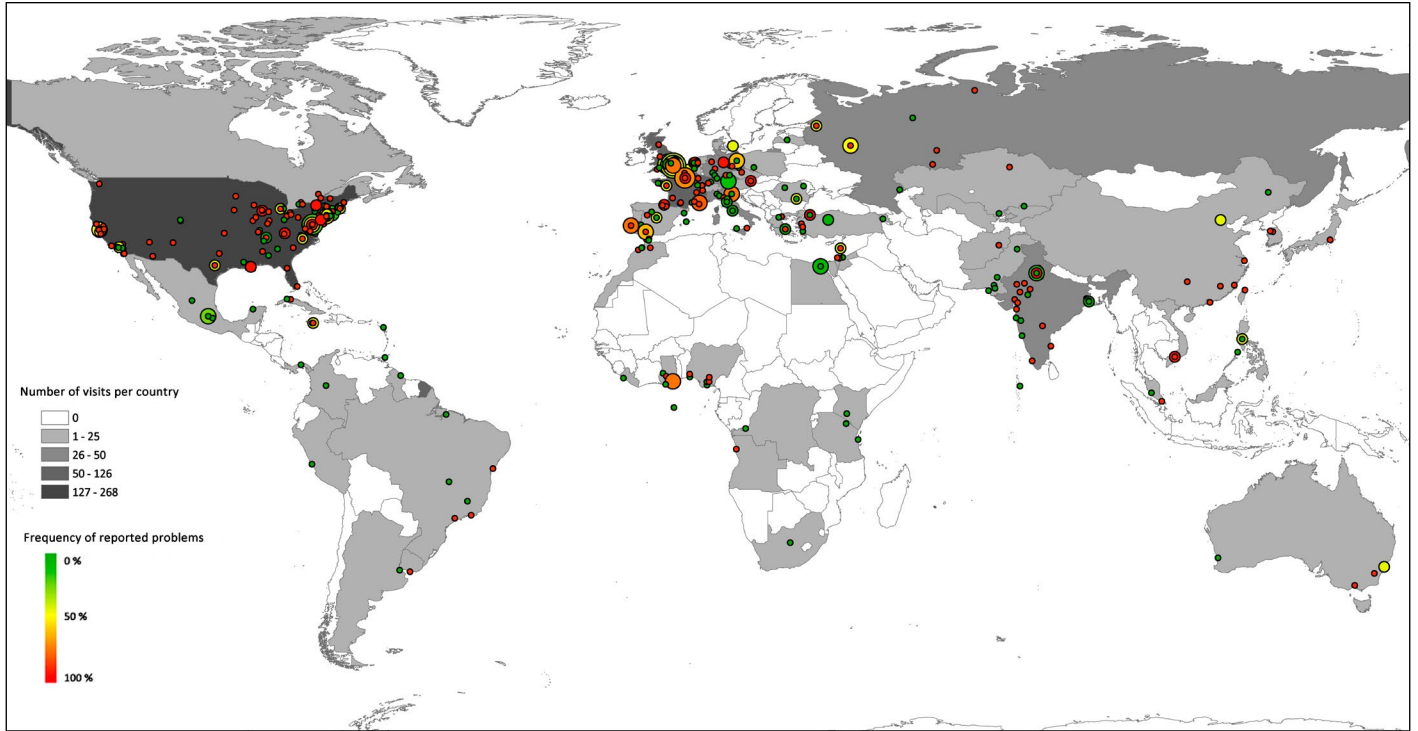 Number of visits per country
0
1 - 25
26 - 50
50 - 126
127 - 268
Frequency of reported problems
0 %
50 %
100 %